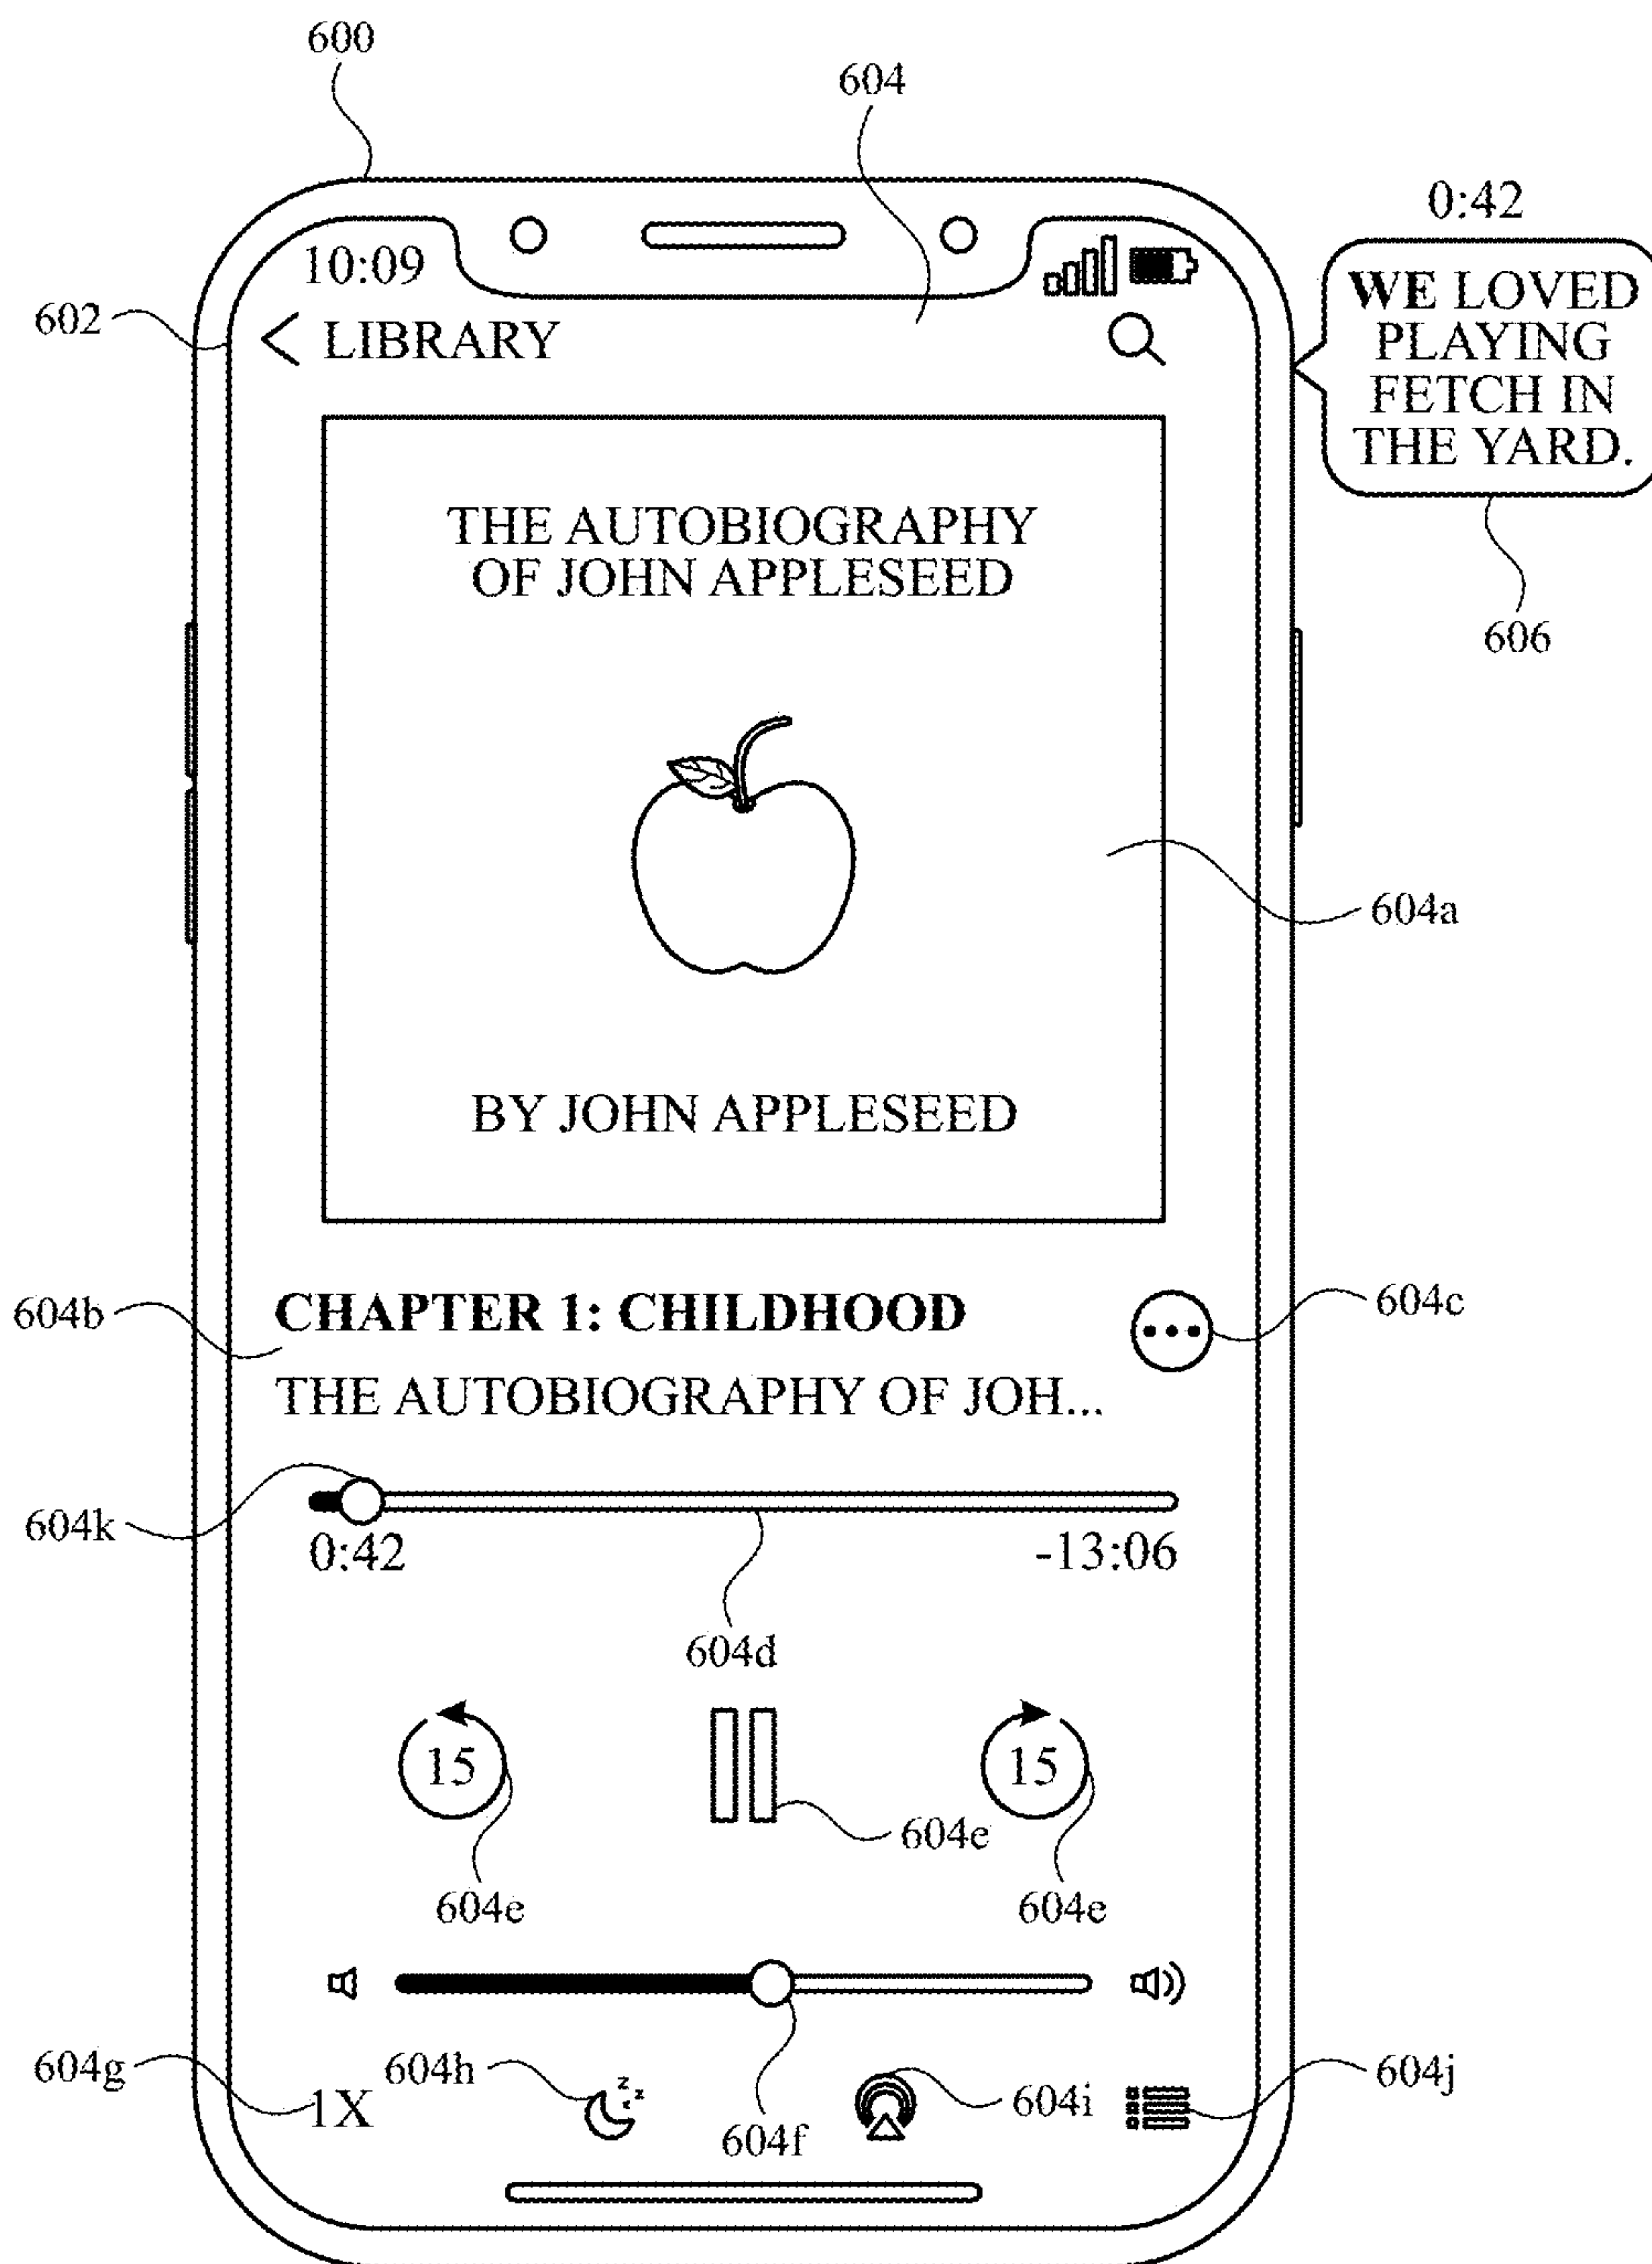 600
604
0:42
10:09
602
LIBRARY
WE LOVED
PLAYING
FETCH IN
THE YARD.
606
THE AUTOBIOGRAPHY
OF JOHN APPLESEED
604a
BY JOHN APPLESEED
604b
CHAPTER 1: CHILDHOOD
604c
THE AUTOBIOGRAPHY OF JOH...
604k
0:42
-13:06
604d
15
15
604e
604e
604e
604g
1X
604h
z z z
604f
604i
604j